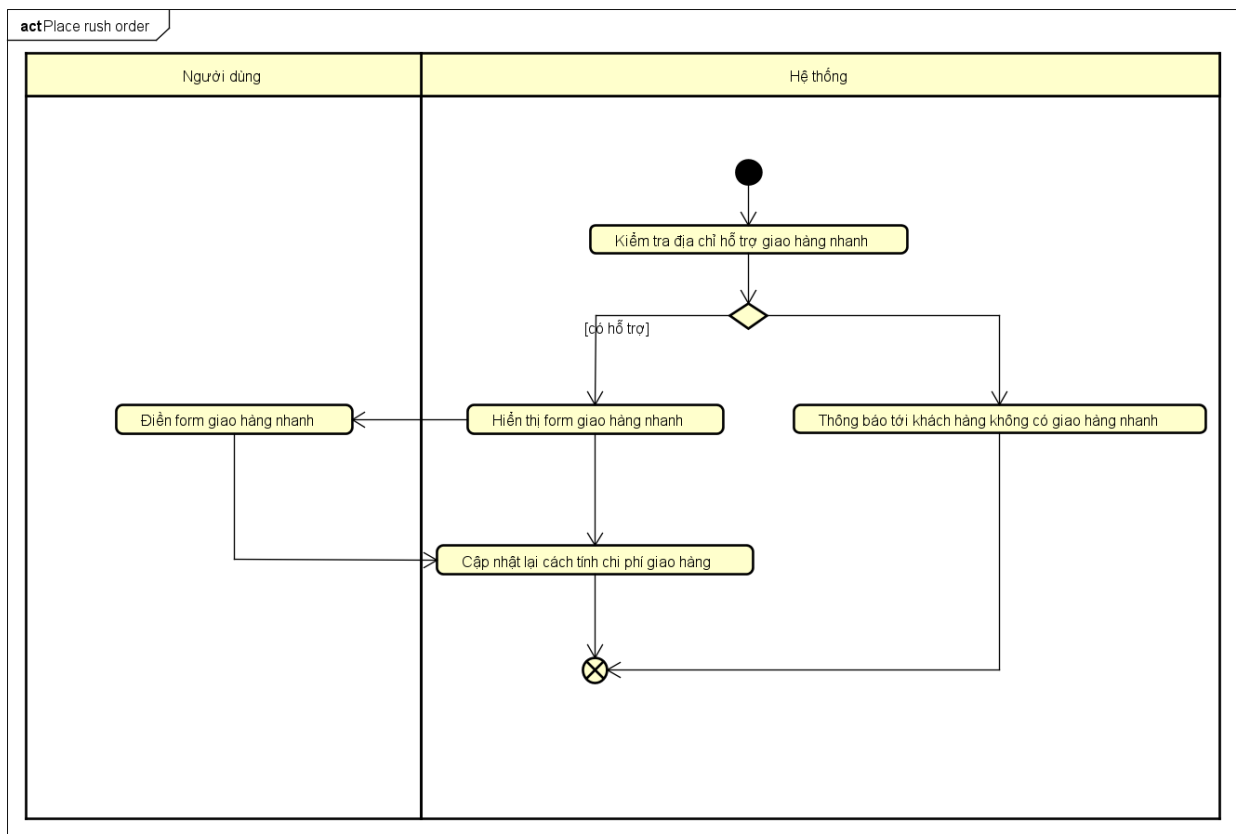 act Place rush order
Người dùng
Hệ thống
Kiểm tra địa chỉ hỗ trợ giao hàng nhanh
[có hỗ trợ]
Điền form giao hàng nhanh
Hiển thị form giao hàng nhanh
Thông báo tới khách hàng không có giao hàng nhanh
Cập nhật lại cách tính chi phí giao hàng